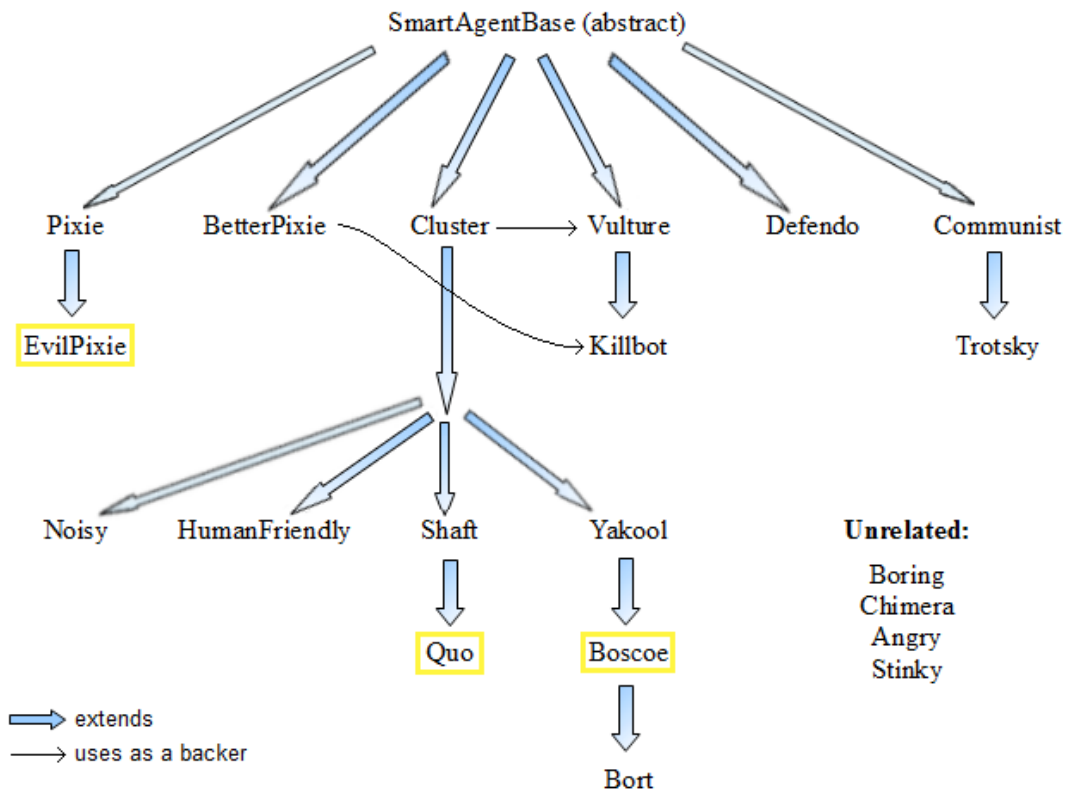 SmartAgentBase (abstract)
Pixie BetterPixie Cluster Vulture Defendo Communist
EvilPixie Killbot Trotsky
Noisy HumanFriendly Shaft Yakool
Unrelated:
Boring
Chimera
Angry
Stinky
Quo Boscoe
extends
uses as a backer
Bort